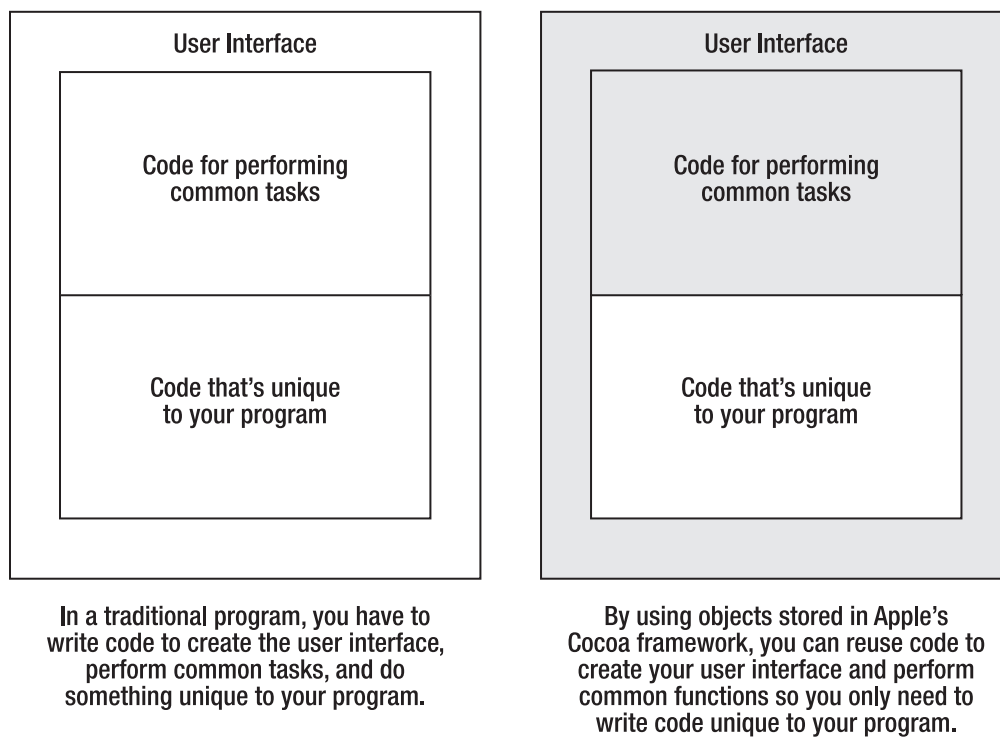 User Interface
Code for performing
common tasks
Code that's unique
to your program
In a traditional program, you have to
write code to create the user interface,
perform common tasks, and do
something unique to your program.
User Interface
Code for performing
common tasks
Code that's unique
to your program
By using objects stored in Apple's
Cocoa framework, you can reuse code to
create your user interface and perform
common functions so you only need to
write code unique to your program.